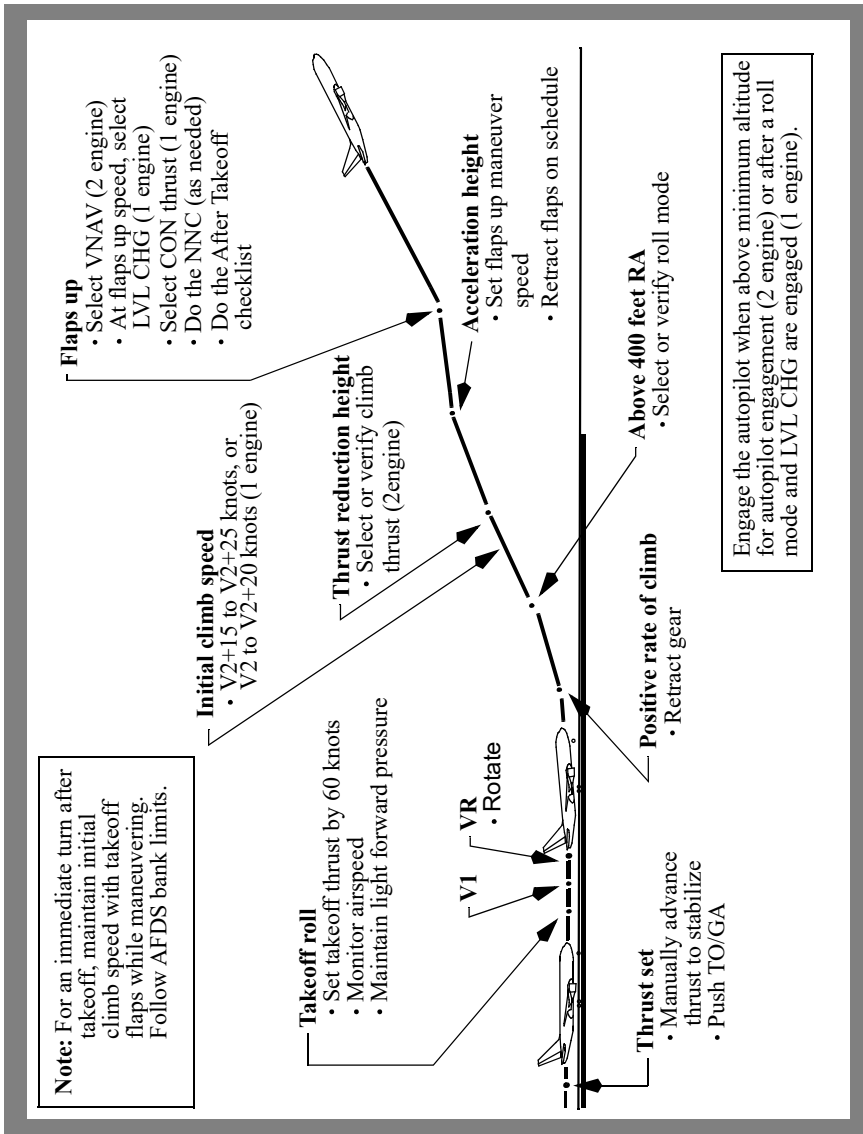 Note: For an immediate turn after
takeoff, maintain initial
climb speed with takeoff
flaps while maneuvering.
Follow AFDS bank limits.
Takeoff roll
• Set takeoff thrust by 60 knots
• Monitor airspeed
• Maintain light forward pressure
V1
VR
• Rotate
Thrust set
• Manually advance
thrust to stabilize
• Push TO/GA
Initial climb speed
• V2+15 to V2+25 knots, or
V2 to V2+20 knots (1 engine)
Thrust reduction height
• Select or verify climb
thrust (2engine)
Positive rate of climb
• Retract gear
Flaps up
• Select VNAV (2 engine)
• At flaps up speed, select
LVL CHG (1 engine)
• Select CON thrust (1 engine)
• Do the NNC (as needed)
• Do the After Takeoff
checklist
Acceleration height
• Set flaps up maneuver
speed
• Retract flaps on schedule
Above 400 feet RA
• Select or verify roll mode
Engage the autopilot when above minimum altitude
for autopilot engagement (2 engine) or after a roll
mode and LVL CHG are engaged (1 engine).